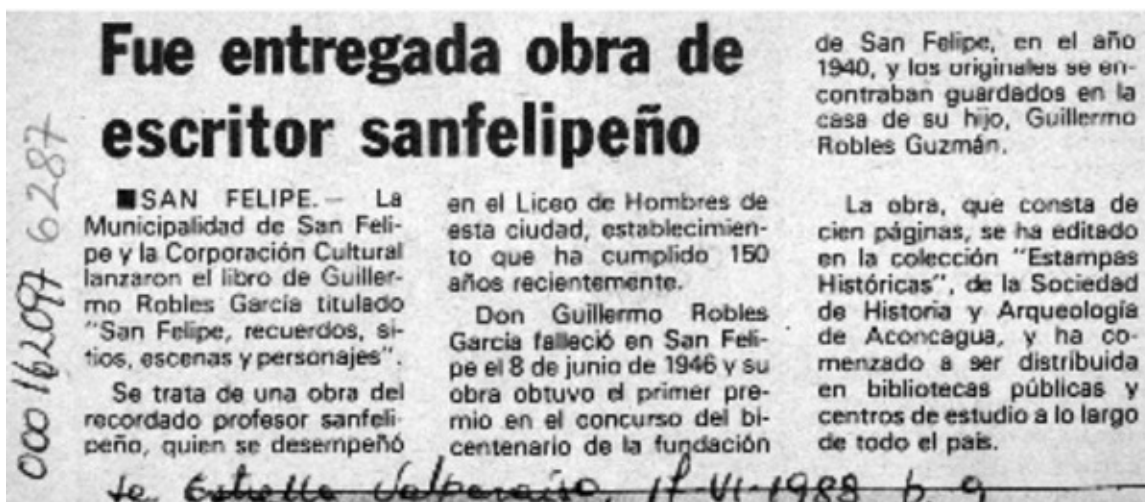 Fue entregada obra de
escritor sanfelipeño
■SAN FELIPE.— La
Municipalidad de San Feli-
pe y la Corporación Cultural
lanzaron el libro de Guiller-
mo Robles García titulado
"San Felipe, recuerdos, si-
tios, escenas y personajes".
Se trata de una obra del
recordado profesor sanfeli-
peño, quien se desempeñó
en el Liceo de Hombres de
esta ciudad, establecimien-
to que ha cumplido 150
años recientemente.
Don Guillermo Robles
García falleció en San Feli-
pe el 8 de junio de 1946 y su
obra obtuvo el primer pre-
mio en el concurso del bi-
centenario de la fundación
de San Felipe, en el año
1940, y los originales se en-
contraban guardados en la
casa de su hijo, Guillermo
Robles Guzmán.
La obra, que consta de
cien páginas, se ha editado
en la colección "Estampas
Históricas", de la Sociedad
de Historia y Arqueología
de Aconcagua, y ha co-
menzado a ser distribuida
en bibliotecas públicas y
centros de estudio a lo largo
de todo el país.
000162097 6287
La Estrella Valparaíso, VI-1988 p. 9